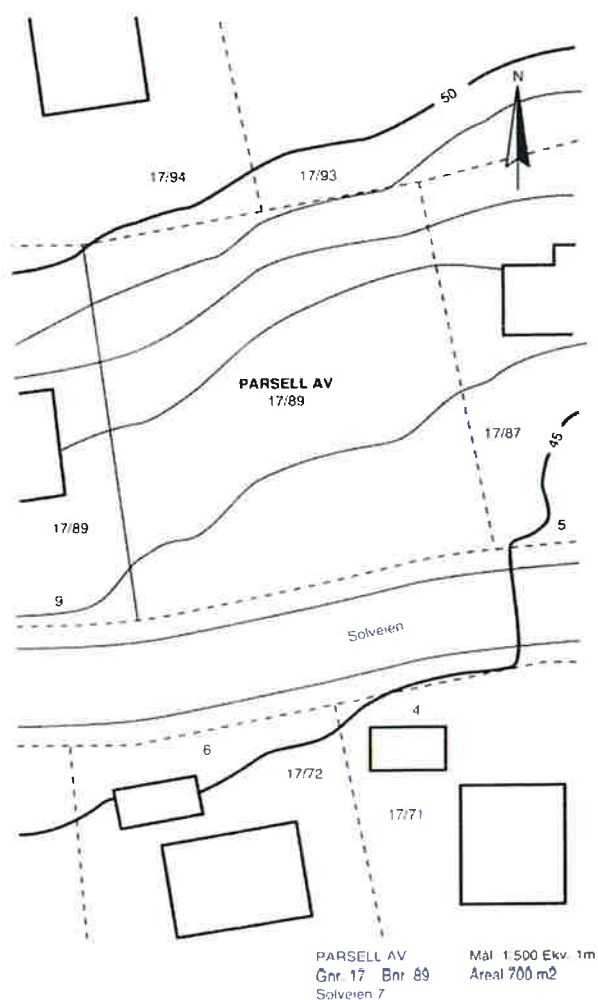 N
50
17/94
17/93
PARSELL AV
17/89
17/87
45
17/89
5
9
Solveien
4
6
17/72
17/71
PARSELL AV
Gnr. 17 Bnr 89
Solveien 7
Mål 1:500 Ekv. 1m
Areal 700 m2